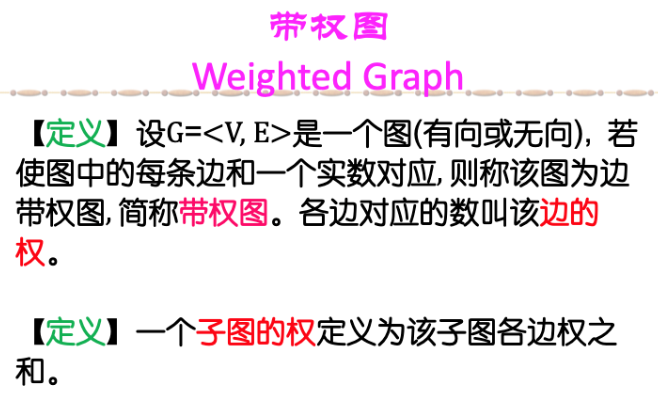 带权图
Weighted Graph
【定义】设G=<V, E>是一个图(有向或无向), 若
使图中的每条边和一个实数对应, 则称该图为边
带权图, 简称带权图。各边对应的数叫该边的
权。
【定义】一个子图的权定义为该子图各边权之
和。